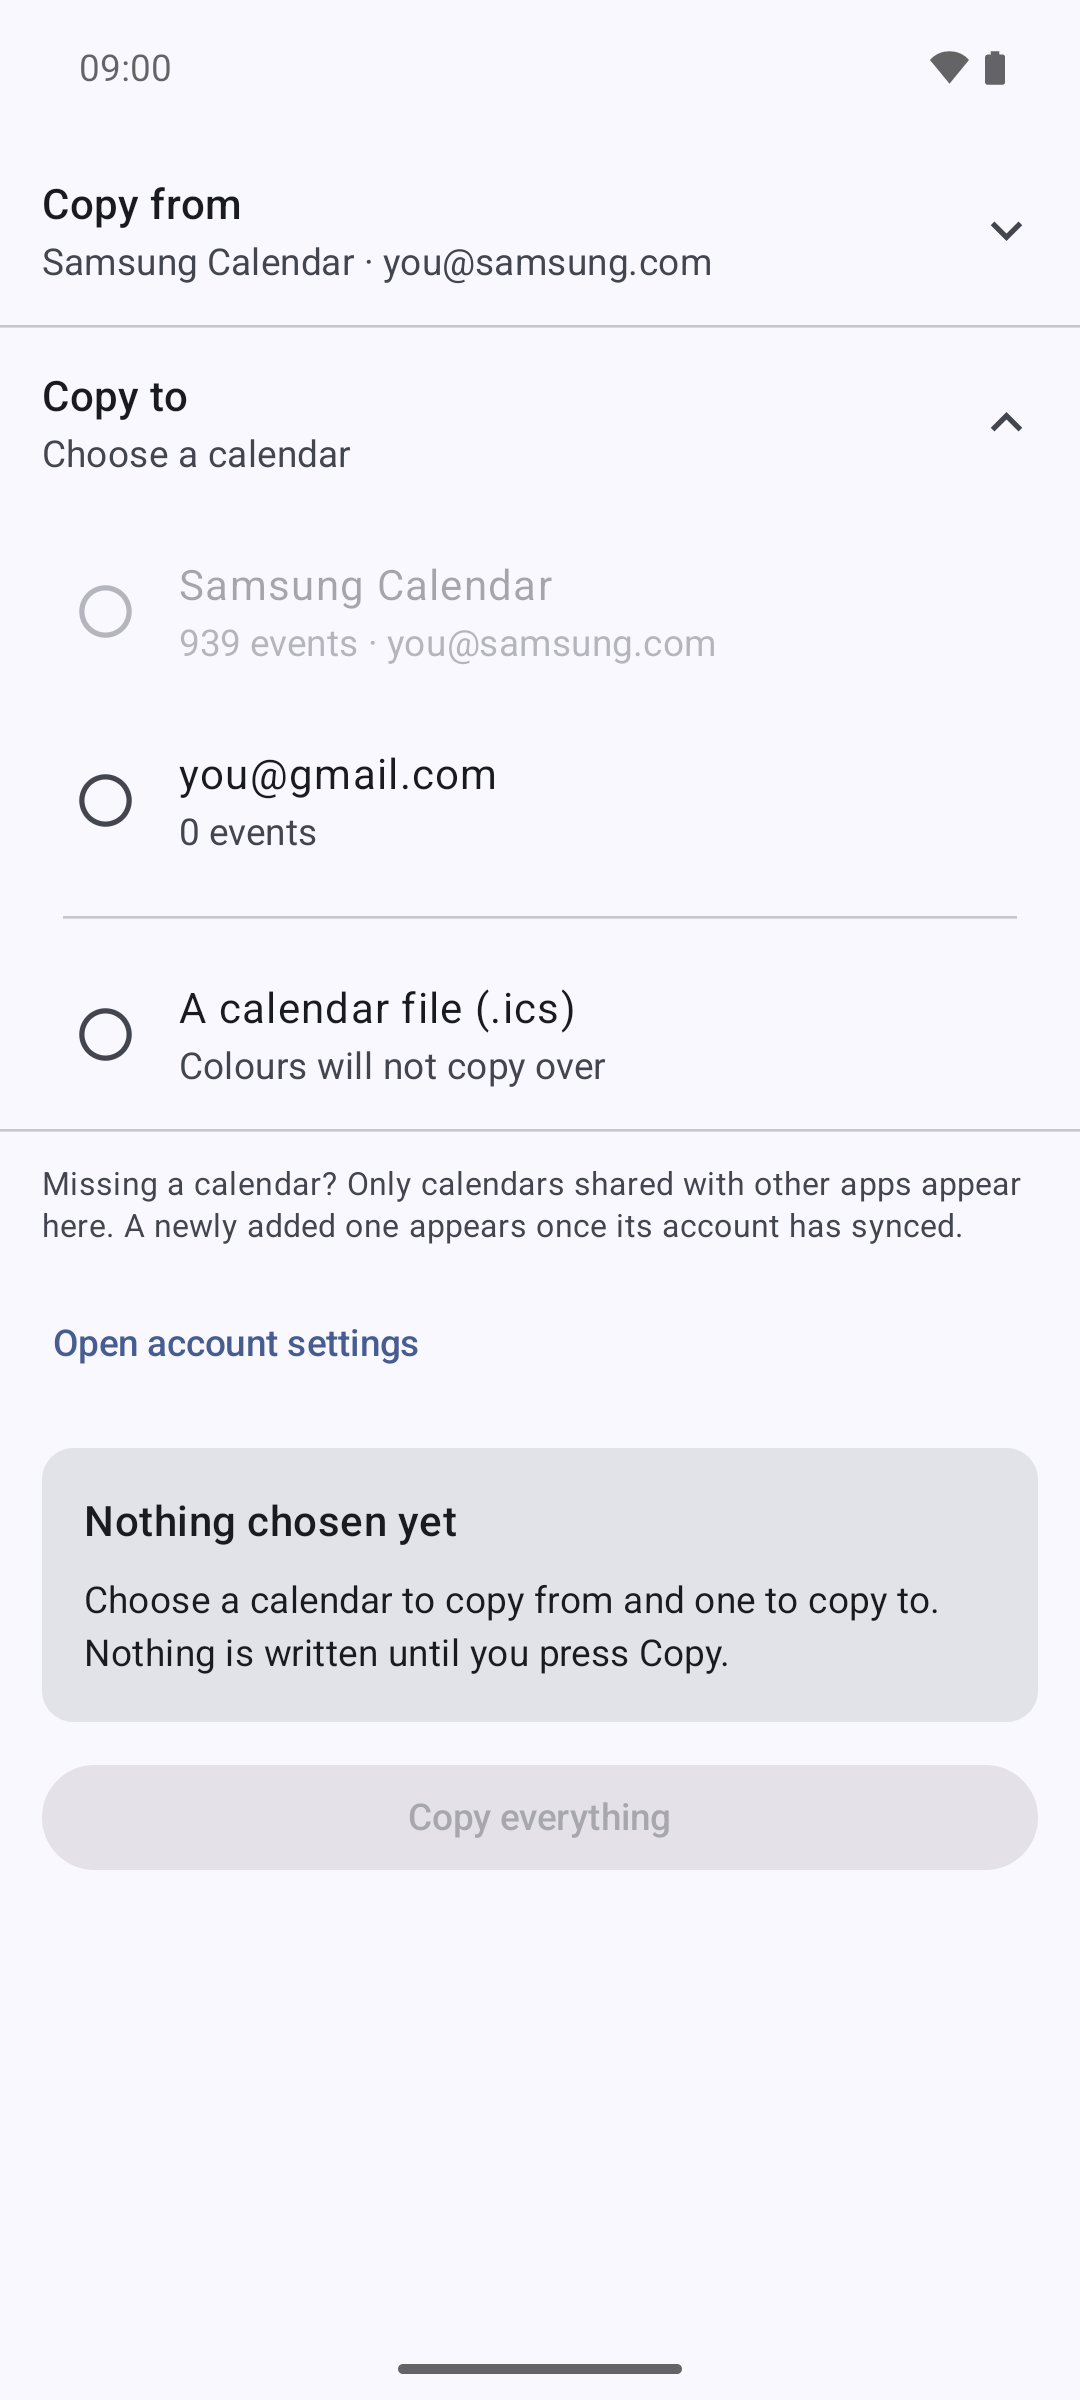 09:00
Copy from
Samsung Calendar · you@samsung.com
Copy to
Choose a calendar
Samsung Calendar
939 events · you@samsung.com
you@gmail.com
0 events
A calendar file (.ics)
Colours will not copy over
Missing a calendar? Only calendars shared with other apps appear
here. A newly added one appears once its account has synced.
Open account settings
Nothing chosen yet
Choose a calendar to copy from and one to copy to.
Nothing is written until you press Copy.
Copy everything